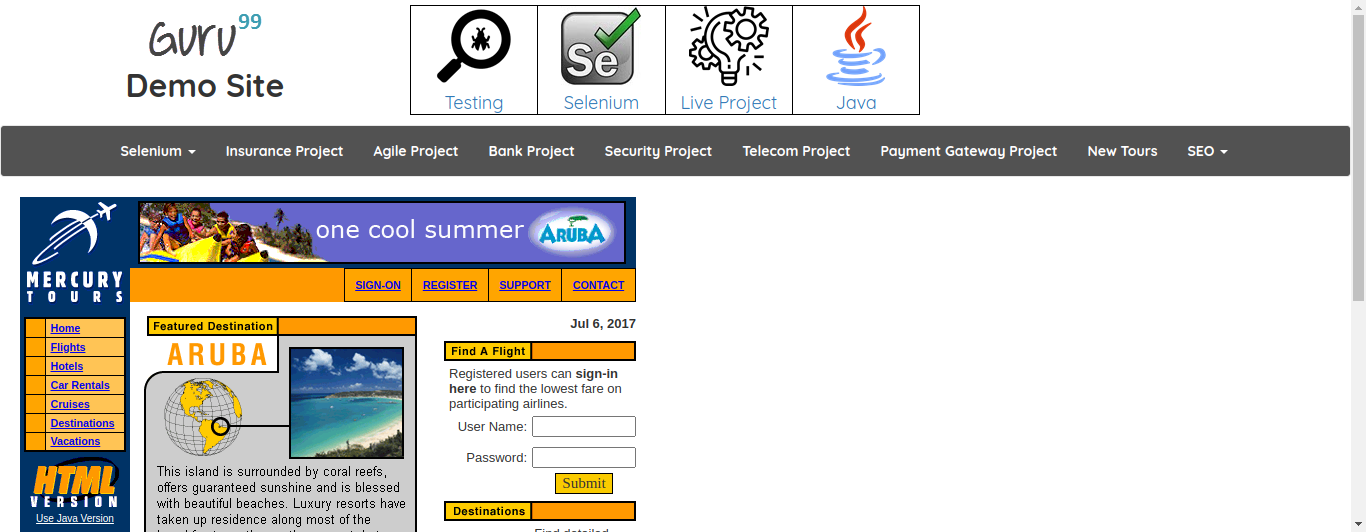 Guru99
Demo Site
Testing
Selenium
Live Project
Java
Selenium
Insurance Project
Agile Project
Bank Project
Security Project
Telecom Project
Payment Gateway Project
New Tours
SEO
MERCURY
TOURS
one cool summer
ARUBA
SIGN-ON
REGISTER
SUPPORT
CONTACT
Home
Flights
Hotels
Car Rentals
Cruises
Destinations
Vacations
HTML
VERSION
Use Java Version
Featured Destination
ARUBA
This island is surrounded by coral reefs,
offers guaranteed sunshine and is blessed
with beautiful beaches. Luxury resorts have
taken up residence along most of the
Jul 6, 2017
Find A Flight
Registered users can sign-in
here to find the lowest fare on
participating airlines.
User Name:
Password:
Submit
Destinations
Find detailed